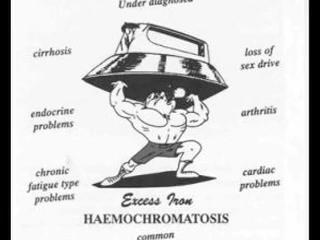 Under diagnosed
cirrhosis
loss of
sex drive
endocrine
problems
arthritis
chronic
fatigue type
problems
cardiac
problems
Excess Iron
HAEMOCHROMATOSIS
common